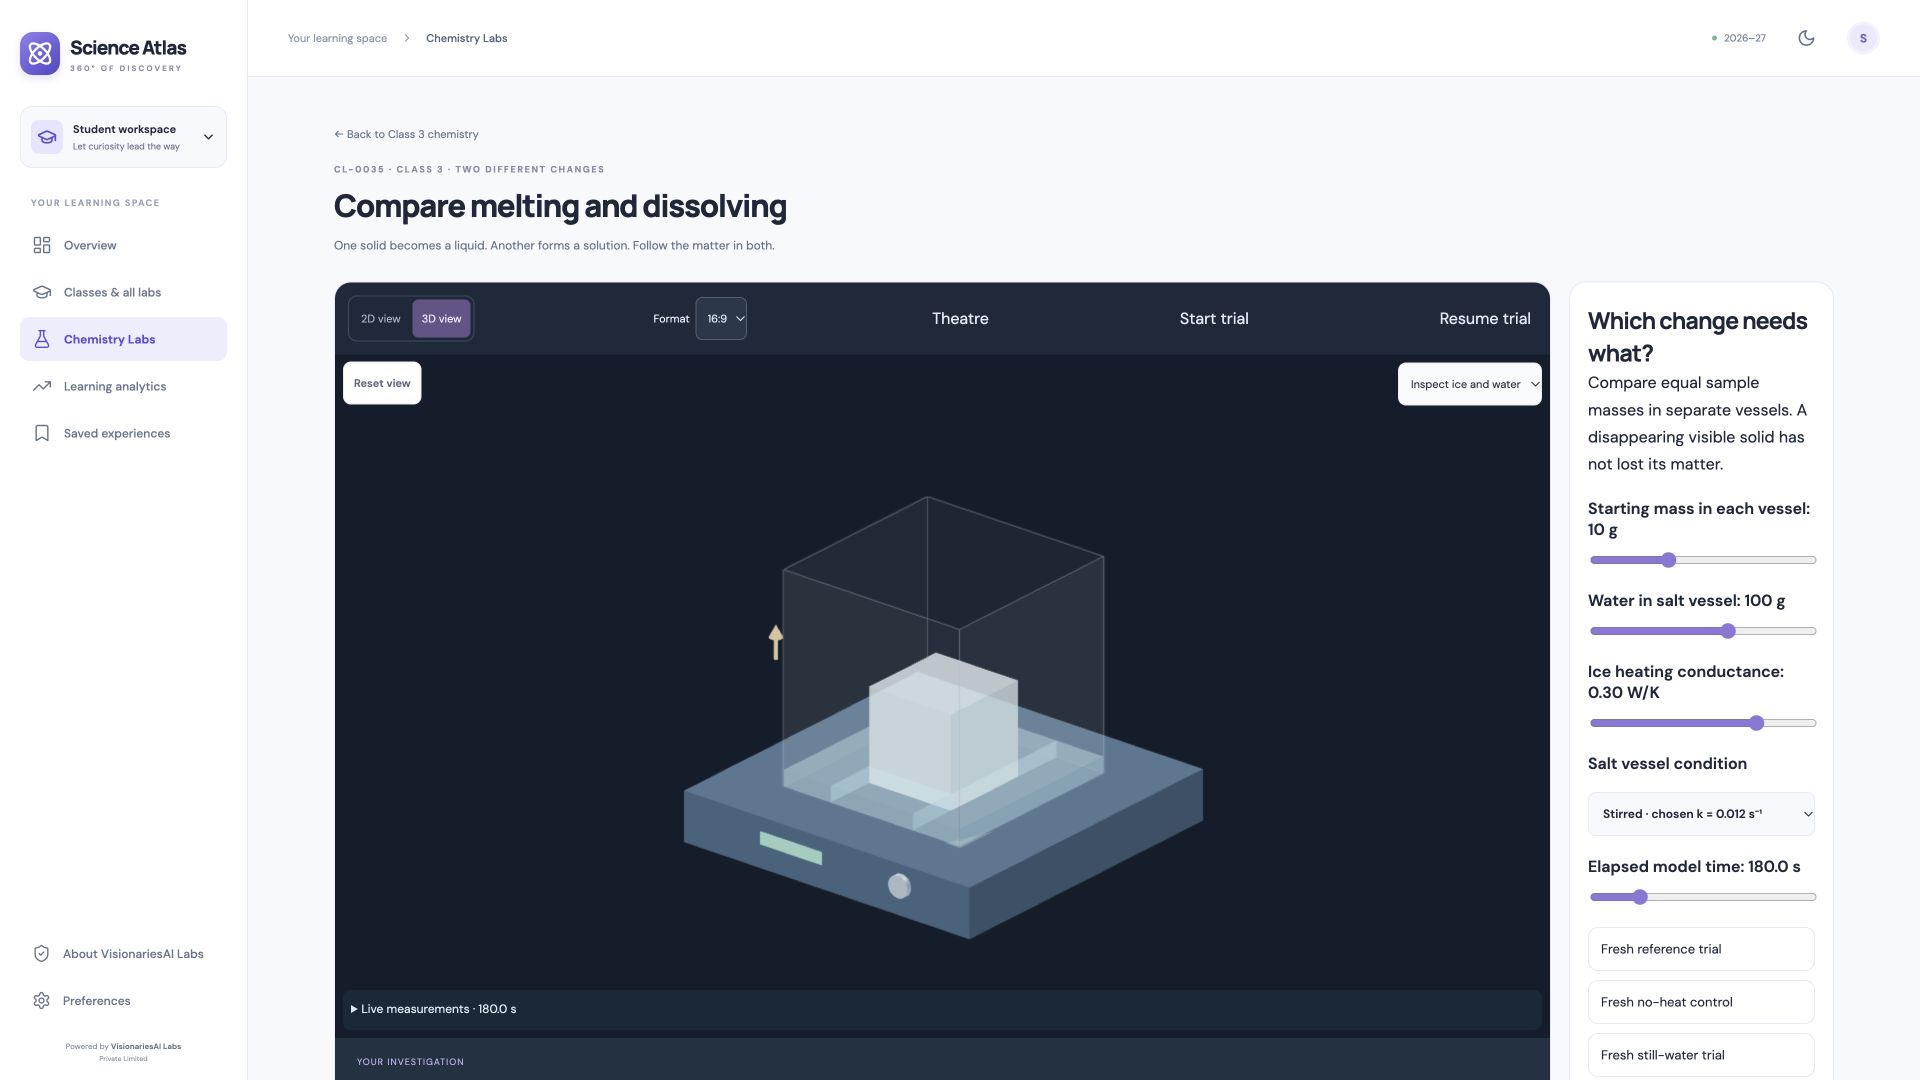 Science Atlas
360° OF DISCOVERY
Student workspace
Let curiosity lead the way
YOUR LEARNING SPACE
Overview
Classes & all labs
Chemistry Labs
Learning analytics
Saved experiences
About VisionariesAI Labs
Preferences
Powered by VisionariesAI Labs
Private Limited
Your learning space
Chemistry Labs
2026–27
S
← Back to Class 3 chemistry
CL-0035 · CLASS 3 · TWO DIFFERENT CHANGES
Compare melting and dissolving
One solid becomes a liquid. Another forms a solution. Follow the matter in both.
2D view
3D view
Format
16:9
Theatre
Start trial
Resume trial
Reset view
Inspect ice and water
Live measurements · 180.0 s
YOUR INVESTIGATION
Which change needs
what?
Compare equal sample
masses in separate vessels. A
disappearing visible solid has
not lost its matter.
Starting mass in each vessel:
10 g
Water in salt vessel: 100 g
Ice heating conductance:
0.30 W/K
Salt vessel condition
Stirred · chosen k = 0.012 s⁻¹
Elapsed model time: 180.0 s
Fresh reference trial
Fresh no-heat control
Fresh still-water trial